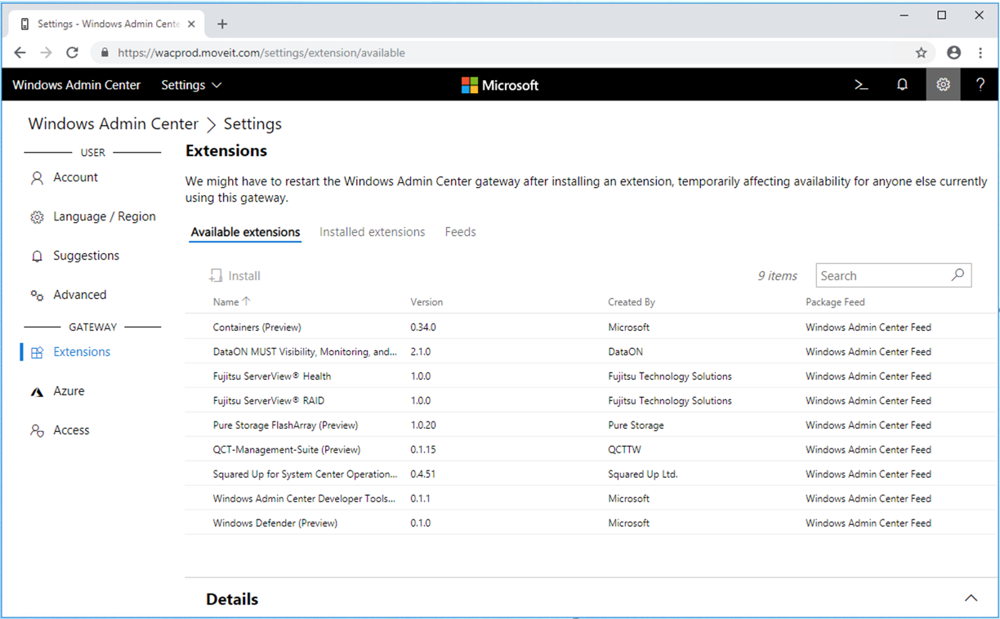 Settings - Windows Admin Cente
https://wacprod.moveit.com/settings/extension/available
Windows Admin Center Settings Microsoft >_ ?
Windows Admin Center > Settings
USER
Account
Language / Region
Suggestions
Advanced
GATEWAY
Extensions
Azure
Access
Extensions
We might have to restart the Windows Admin Center gateway after installing an extension, temporarily affecting availability for anyone else currently
using this gateway.
Available extensions Installed extensions Feeds
Install 9 items Search
Name Version Created By Package Feed
Containers (Preview) 0.34.0 Microsoft Windows Admin Center Feed
DataON MUST Visibility, Monitoring, and... 2.1.0 DataON Windows Admin Center Feed
Fujitsu ServerView® Health 1.0.0 Fujitsu Technology Solutions Windows Admin Center Feed
Fujitsu ServerView® RAID 1.0.0 Fujitsu Technology Solutions Windows Admin Center Feed
Pure Storage FlashArray (Preview) 1.0.20 Pure Storage Windows Admin Center Feed
QCT-Management-Suite (Preview) 0.1.15 QCTTW Windows Admin Center Feed
Squared Up for System Center Operation... 0.4.51 Squared Up Ltd. Windows Admin Center Feed
Windows Admin Center Developer Tools... 0.1.1 Microsoft Windows Admin Center Feed
Windows Defender (Preview) 0.1.0 Microsoft Windows Admin Center Feed
Details